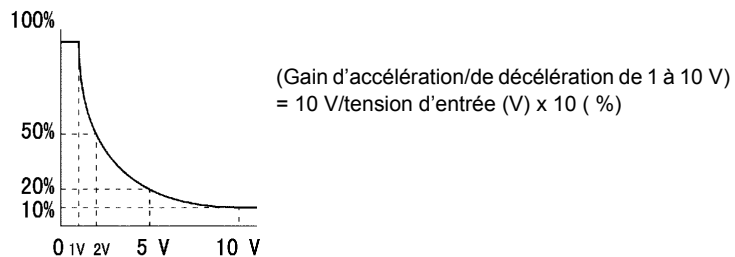 100%
(Gain d’accélération/de décélération de 1 à 10 V)
= 10 V/tension d’entrée (V) x 10 ( %)
50%
20%
10%
0 1V 2V 5 V 10 V